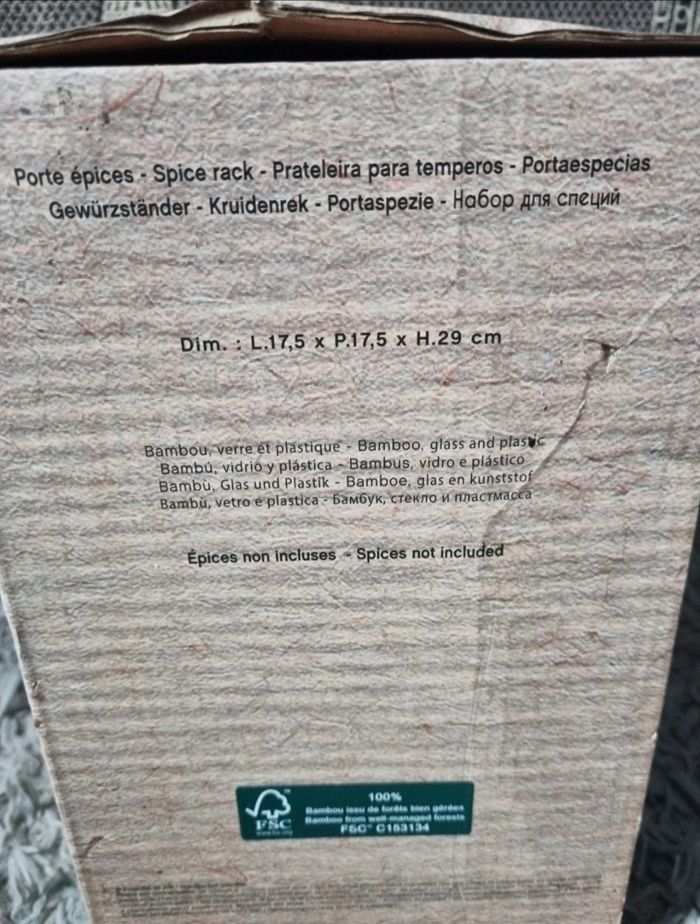 Porte épices - Spice rack - Prateleira para temperos - Portaespecias
Gewürzständer - Kruidenrek - Portaspezie - Набор для специй
Dim. : L.17,5 x P.17,5 x H.29 cm
Bambou, verre et plastique - Bamboo, glass and plastic
Bambú, vidrio y plástica - Bambus, vidro e plástico
Bambù, Glas und Plastik - Bamboe, glas en kunststof
Bambù, vetro e plastica - бамбук, стекло и пластмасса
Épices non incluses - Spices not included
FSC
100%
Bambou issu de forêts bien gérées
Bamboo from well-managed forests
FSC™ C153134